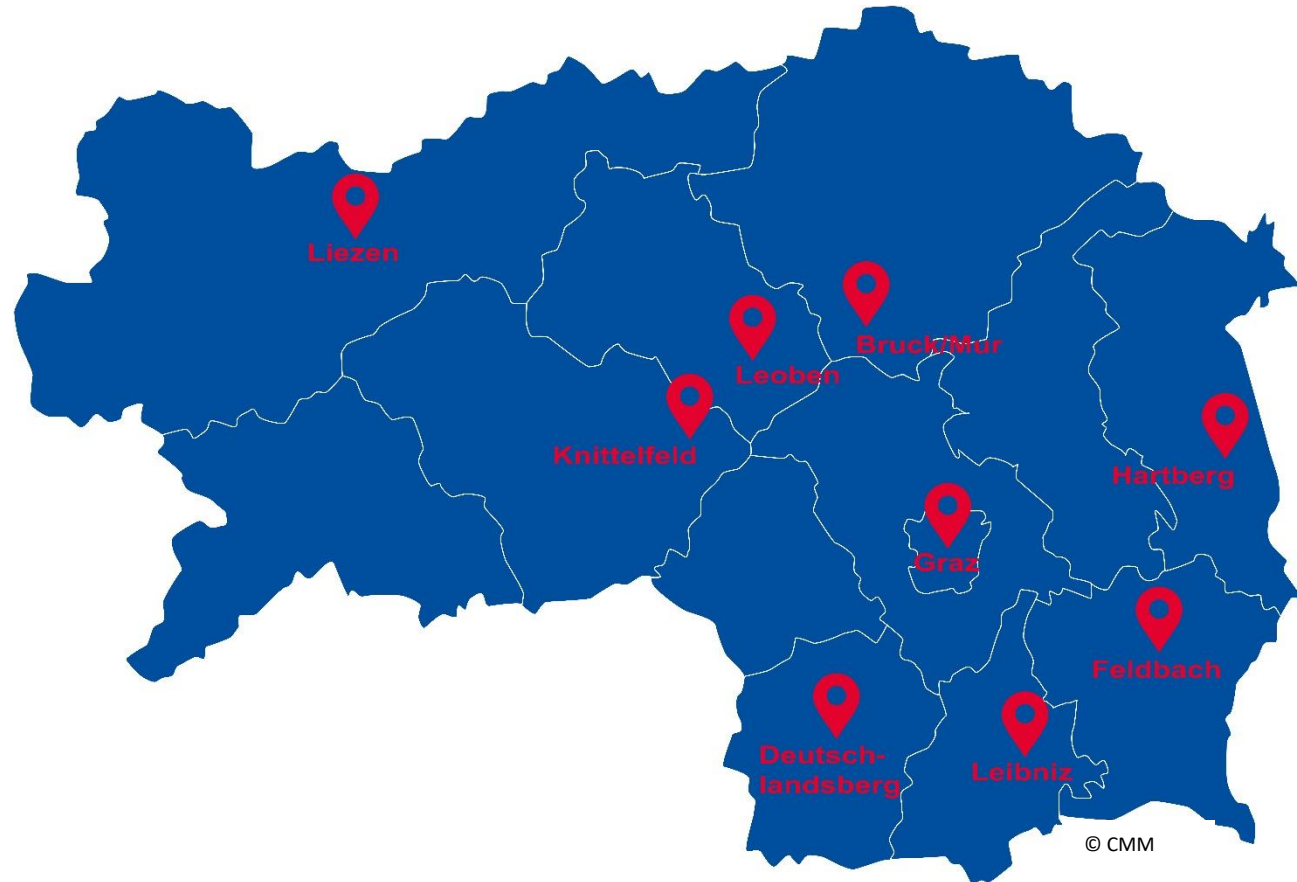 Liezen
Bruck/Mur
Leoben
Knittelfeld
Hartberg
Graz
Feldbach
Deutsch-
landsberg
Leibniz
© CMM